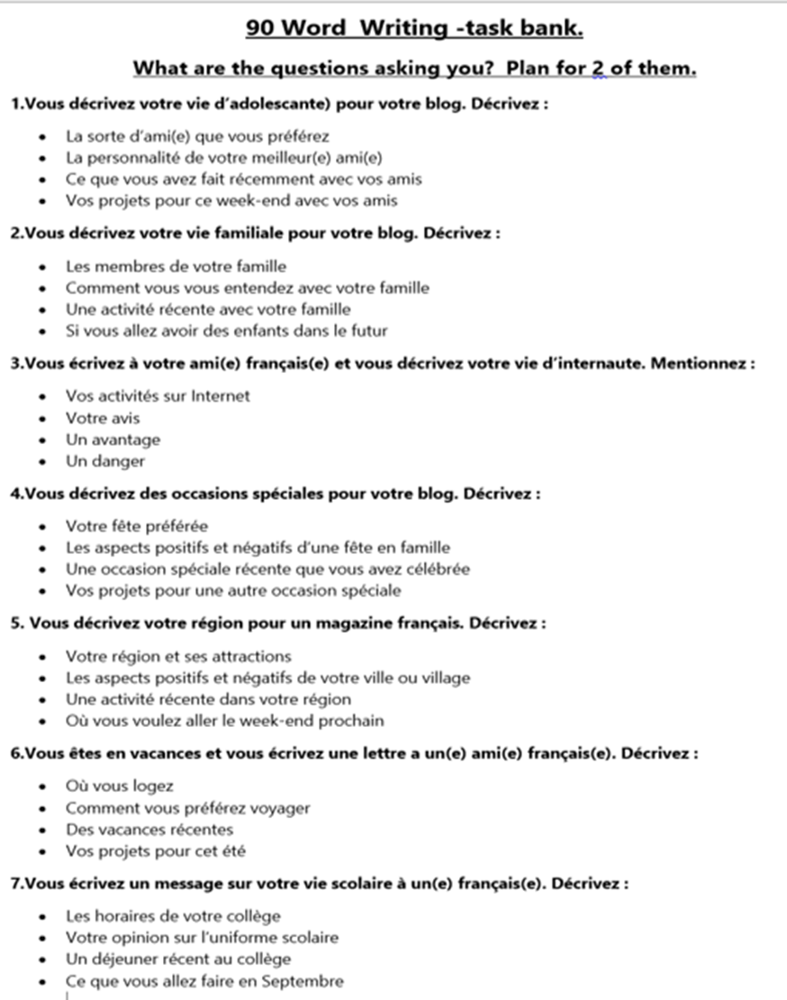 90 Word  Writing -task bank.
What are the questions asking you?  Plan for 2 of them.
1.Vous décrivez votre vie d’adolescante) pour votre blog. Décrivez :
• La sorte d’ami(e) que vous préférez
• La personnalité de votre meilleur(e) ami(e)
• Ce que vous avez fait récemment avec vos amis
• Vos projets pour ce week-end avec vos amis
2.Vous décrivez votre vie familiale pour votre blog. Décrivez :
• Les membres de votre famille
• Comment vous vous entendez avec votre famille
• Une activité récente avec votre famille
• Si vous allez avoir des enfants dans le futur
3.Vous écrivez à votre ami(e) français(e) et vous décrivez votre vie d’internaute. Mentionnez :
• Vos activités sur Internet
• Votre avis
• Un avantage
• Un danger
4.Vous décrivez des occasions spéciales pour votre blog. Décrivez :
• Votre fête préférée
• Les aspects positifs et négatifs d’une fête en famille
• Une occasion spéciale récente que vous avez célébrée
• Vos projets pour une autre occasion spéciale
5. Vous décrivez votre région pour un magazine français. Décrivez :
• Votre région et ses attractions
• Les aspects positifs et négatifs de votre ville ou village
• Une activité récente dans votre région
• Où vous voulez aller le week-end prochain
6.Vous êtes en vacances et vous écrivez une lettre a un(e) ami(e) français(e). Décrivez :
• Où vous logez
• Comment vous préférez voyager
• Des vacances récentes
• Vos projets pour cet été
7.Vous écrivez un message sur votre vie scolaire à un(e) français(e). Décrivez :
• Les horaires de votre collège
• Votre opinion sur l’uniforme scolaire
• Un déjeuner récent au collège
• Ce que vous allez faire en Septembre